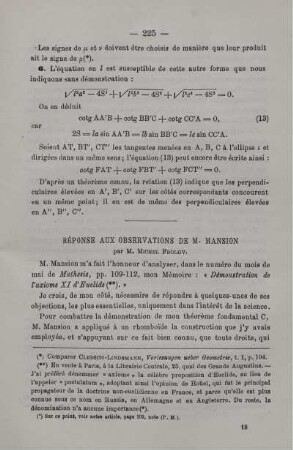 — 225 —
Les signes de μ et ν doivent être choisis de manière que leur produit
ait le signe de p(*).
6. L'équation en l est susceptible de cette autre forme que nous
indiquons sans démonstration :
On en déduit
cotg AA'B + cotg BB'C + cotg CC'A = 0, (13)
car
2S = la sin AA'B = lb sin BB'C = lc sin CC'A.
Soient AT, BT', CT'' les tangentes menées en A, B, C à l'ellipse ε et
dirigées dans un même sens; l'équation (13) peut encore être écrite ainsi :
cotg FAT + cotg FBT' + cotg FCT'' = 0.
D'après un théorème connu, la relation (13) indique que les perpendi-
culaires élevées en A', B', C' sur les côtés correspondants concourent
en un même point; il en est de même des perpendiculaires élevées
en A'', B'', C''.
RÉPONSE AUX OBSERVATIONS DE M. MANSION
par M. Michel Frolov.
M. Mansion m'a fait l'honneur d'analyser, dans le numéro du mois
de mai de Mathesis, pp. 109-112, mon Mémoire : « Démonstration de
l'axiome XI d'Euclide (**). »
Je crois, de mon côté, nécessaire de répondre à quelques-unes de ses
objections, les plus essentielles, uniquement dans l'intérêt de la science.
Pour combattre la démonstration de mon théorème fondamental C,
M. Mansion a appliqué à un rhomboïde la construction que j'y avais
employée, et s'appuyant sur ce fait bien connu, que toute droite, qui
(*) Comparer Clebsch-Lindemann, Vorlesungen ueber Geometrie, t. I, p. 104.
(**) En vente à Paris, à la Librairie Centrale, 25, quai des Grands Augustins. —
J'ai préféré dénommer « axiome » la célèbre proposition d'Euclide, au lieu de
l'appeler « postulatum », adoptant ainsi l'opinion de Hoüel, qui fut le principal
propagateur de la doctrine non-euclidienne en France, et parce qu'elle est plus
connue sous ce nom en Russie, en Allemagne et en Angleterre. Du reste, la
dénomination n'a aucune importance(¹).
(¹) Sur ce point, voir notre article, page 109, note (P. M.).
15